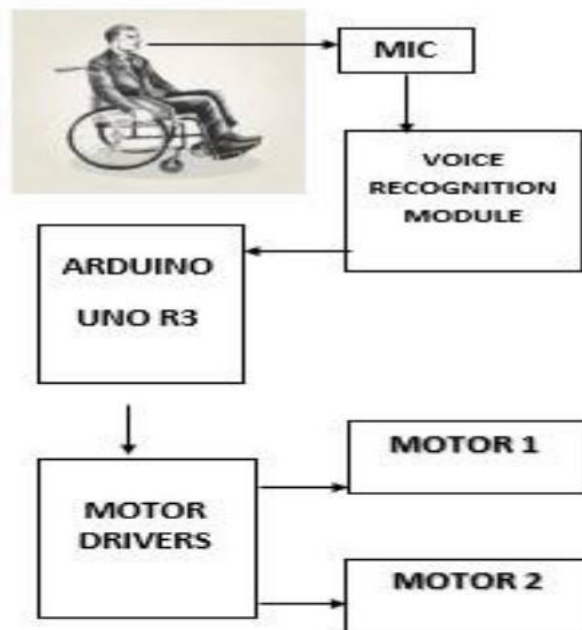 MIC
VOICE
RECOGNITION
MODULE
ARDUINO
UNO R3
MOTOR
DRIVERS
MOTOR 1
MOTOR 2